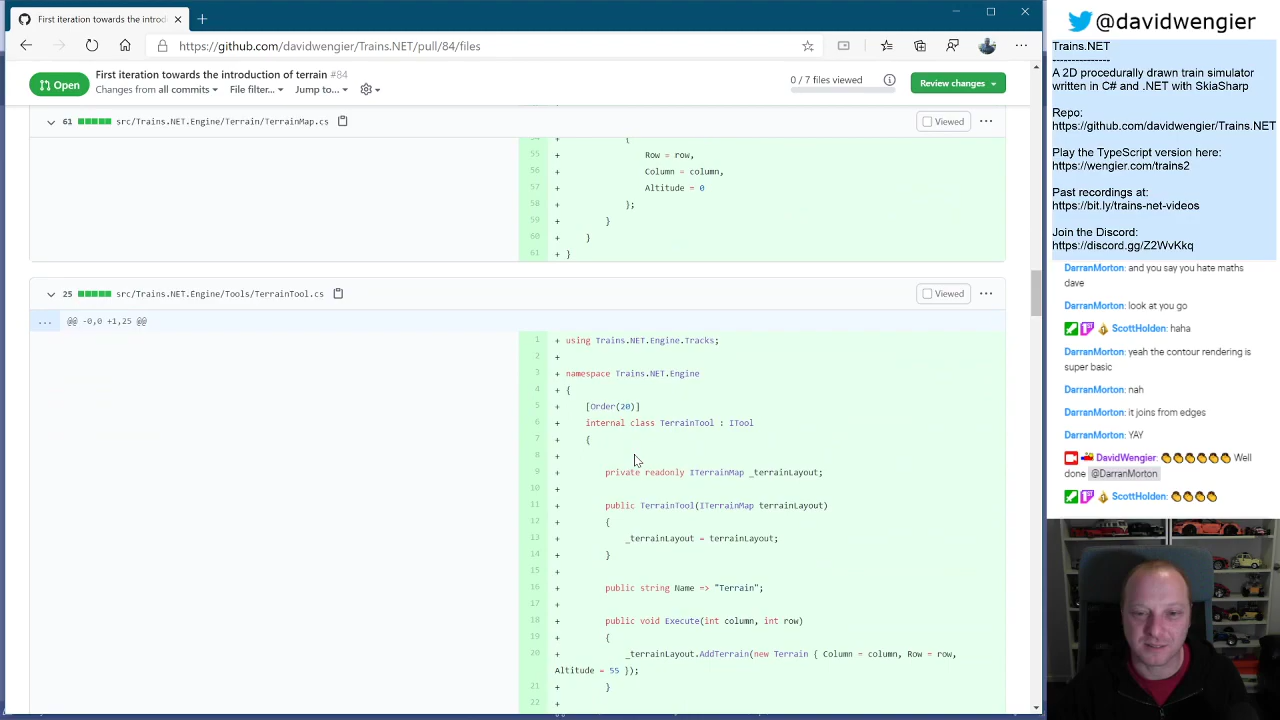 First iteration towards the introd
https://github.com/davidwengier/Trains.NET/pull/84/files
Open
First iteration towards the introduction of terrain #84
Changes from all commits
File filter...
Jump to...
0 / 7 files viewed
Review changes
61
src/Trains.NET.Engine/Terrain/TerrainMap.cs
Viewed
+ {
55 + Row = row,
56 + Column = column,
57 + Altitude = 0
58 + };
59 + }
60 + }
61 + }
25
src/Trains.NET.Engine/Tools/TerrainTool.cs
Viewed
... @@ -0,0 +1,25 @@
1 + using Trains.NET.Engine.Tracks;
2 +
3 + namespace Trains.NET.Engine
4 + {
5 + [Order(20)]
6 + internal class TerrainTool : ITool
7 + {
8 +
9 + private readonly ITerrainMap _terrainLayout;
10 +
11 + public TerrainTool(ITerrainMap terrainLayout)
12 + {
13 + _terrainLayout = terrainLayout;
14 + }
15 +
16 + public string Name => "Terrain";
17 +
18 + public void Execute(int column, int row)
19 + {
20 + _terrainLayout.AddTerrain(new Terrain { Column = column, Row = row,
Altitude = 55 });
21 + }
22 +
@davidwengier
Trains.NET
---------------
A 2D procedurally drawn train simulator
written in C# and .NET with SkiaSharp
Repo:
https://github.com/davidwengier/Trains.NET
Play the TypeScript version here:
https://wengier.com/trains2
Past recordings at:
https://bit.ly/trains-net-videos
Join the Discord:
https://discord.gg/Z2WvKkq
DarranMorton: and you say you hate maths
dave
DarranMorton: look at you go
ScottHolden: haha
DarranMorton: yeah the contour rendering is
super basic
DarranMorton: nah
DarranMorton: it joins from edges
DarranMorton: YAY
DavidWengier: 👏👏👏👏👏👏 Well
done @DarranMorton
ScottHolden: 👏👏👏👏